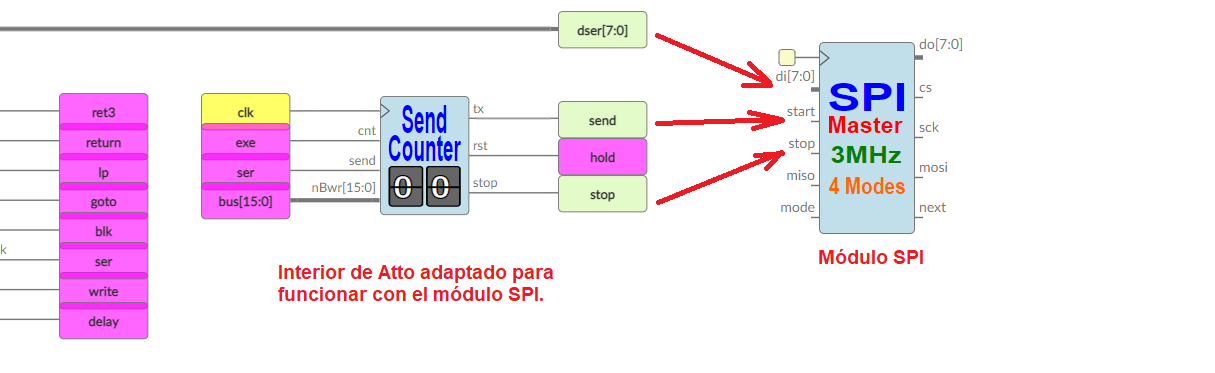 dser[7:0]
do[7:0]
di[7:0]
cs
SPI
start
Master
sck
stop
3MHz
miso
mosi
4 Modes
mode
next
Módulo SPI
ret3
return
lp
goto
blk
k
ser
write
delay
clk
exe
ser
bus[15:0]
cnt
send
nBwr[15:0]
Send
Counter
0 0
tx
rst
stop
send
hold
stop
Interior de Atto adaptado para
funcionar con el módulo SPI.